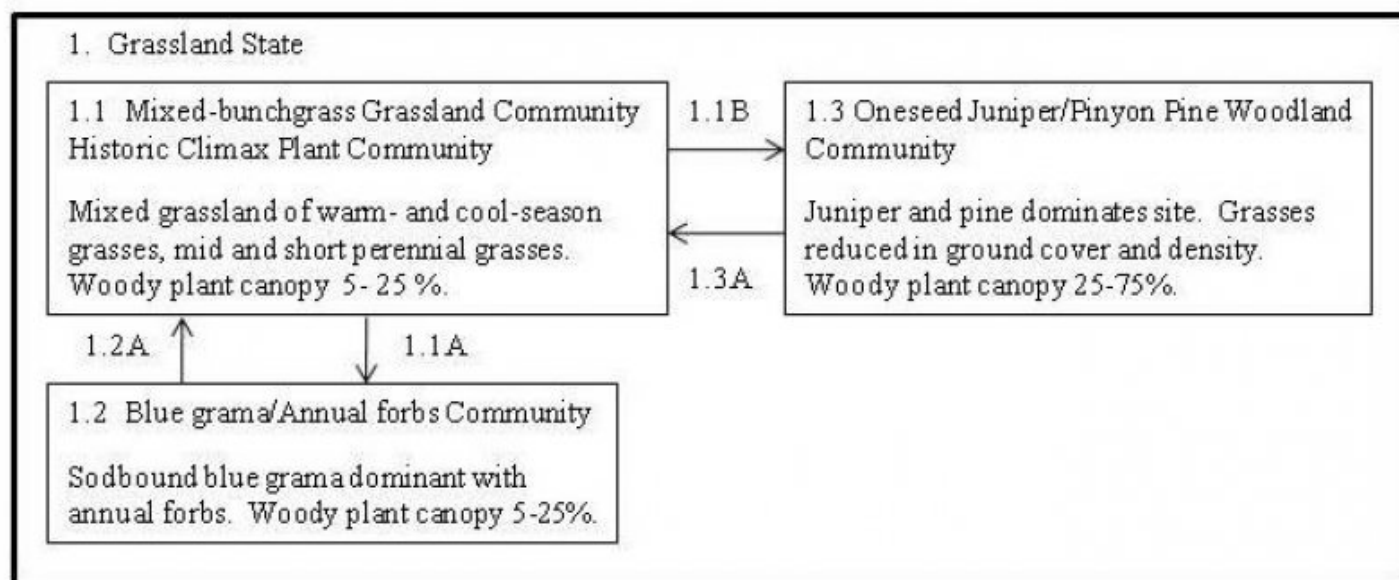 1. Grassland State
1.1 Mixed-bunchgrass Grassland Community
Historic Climax Plant Community
Mixed grassland of warm- and cool-season
grasses, mid and short perennial grasses.
Woody plant canopy 5- 25 %.
1.1B
1.3A
1.3 Oneseed Juniper/Pinyon Pine Woodland
Community
Juniper and pine dominates site. Grasses
reduced in ground cover and density.
Woody plant canopy 25-75%.
1.2A
1.1A
1.2 Blue grama/Annual forbs Community
Sodbound blue grama dominant with
annual forbs. Woody plant canopy 5-25%.